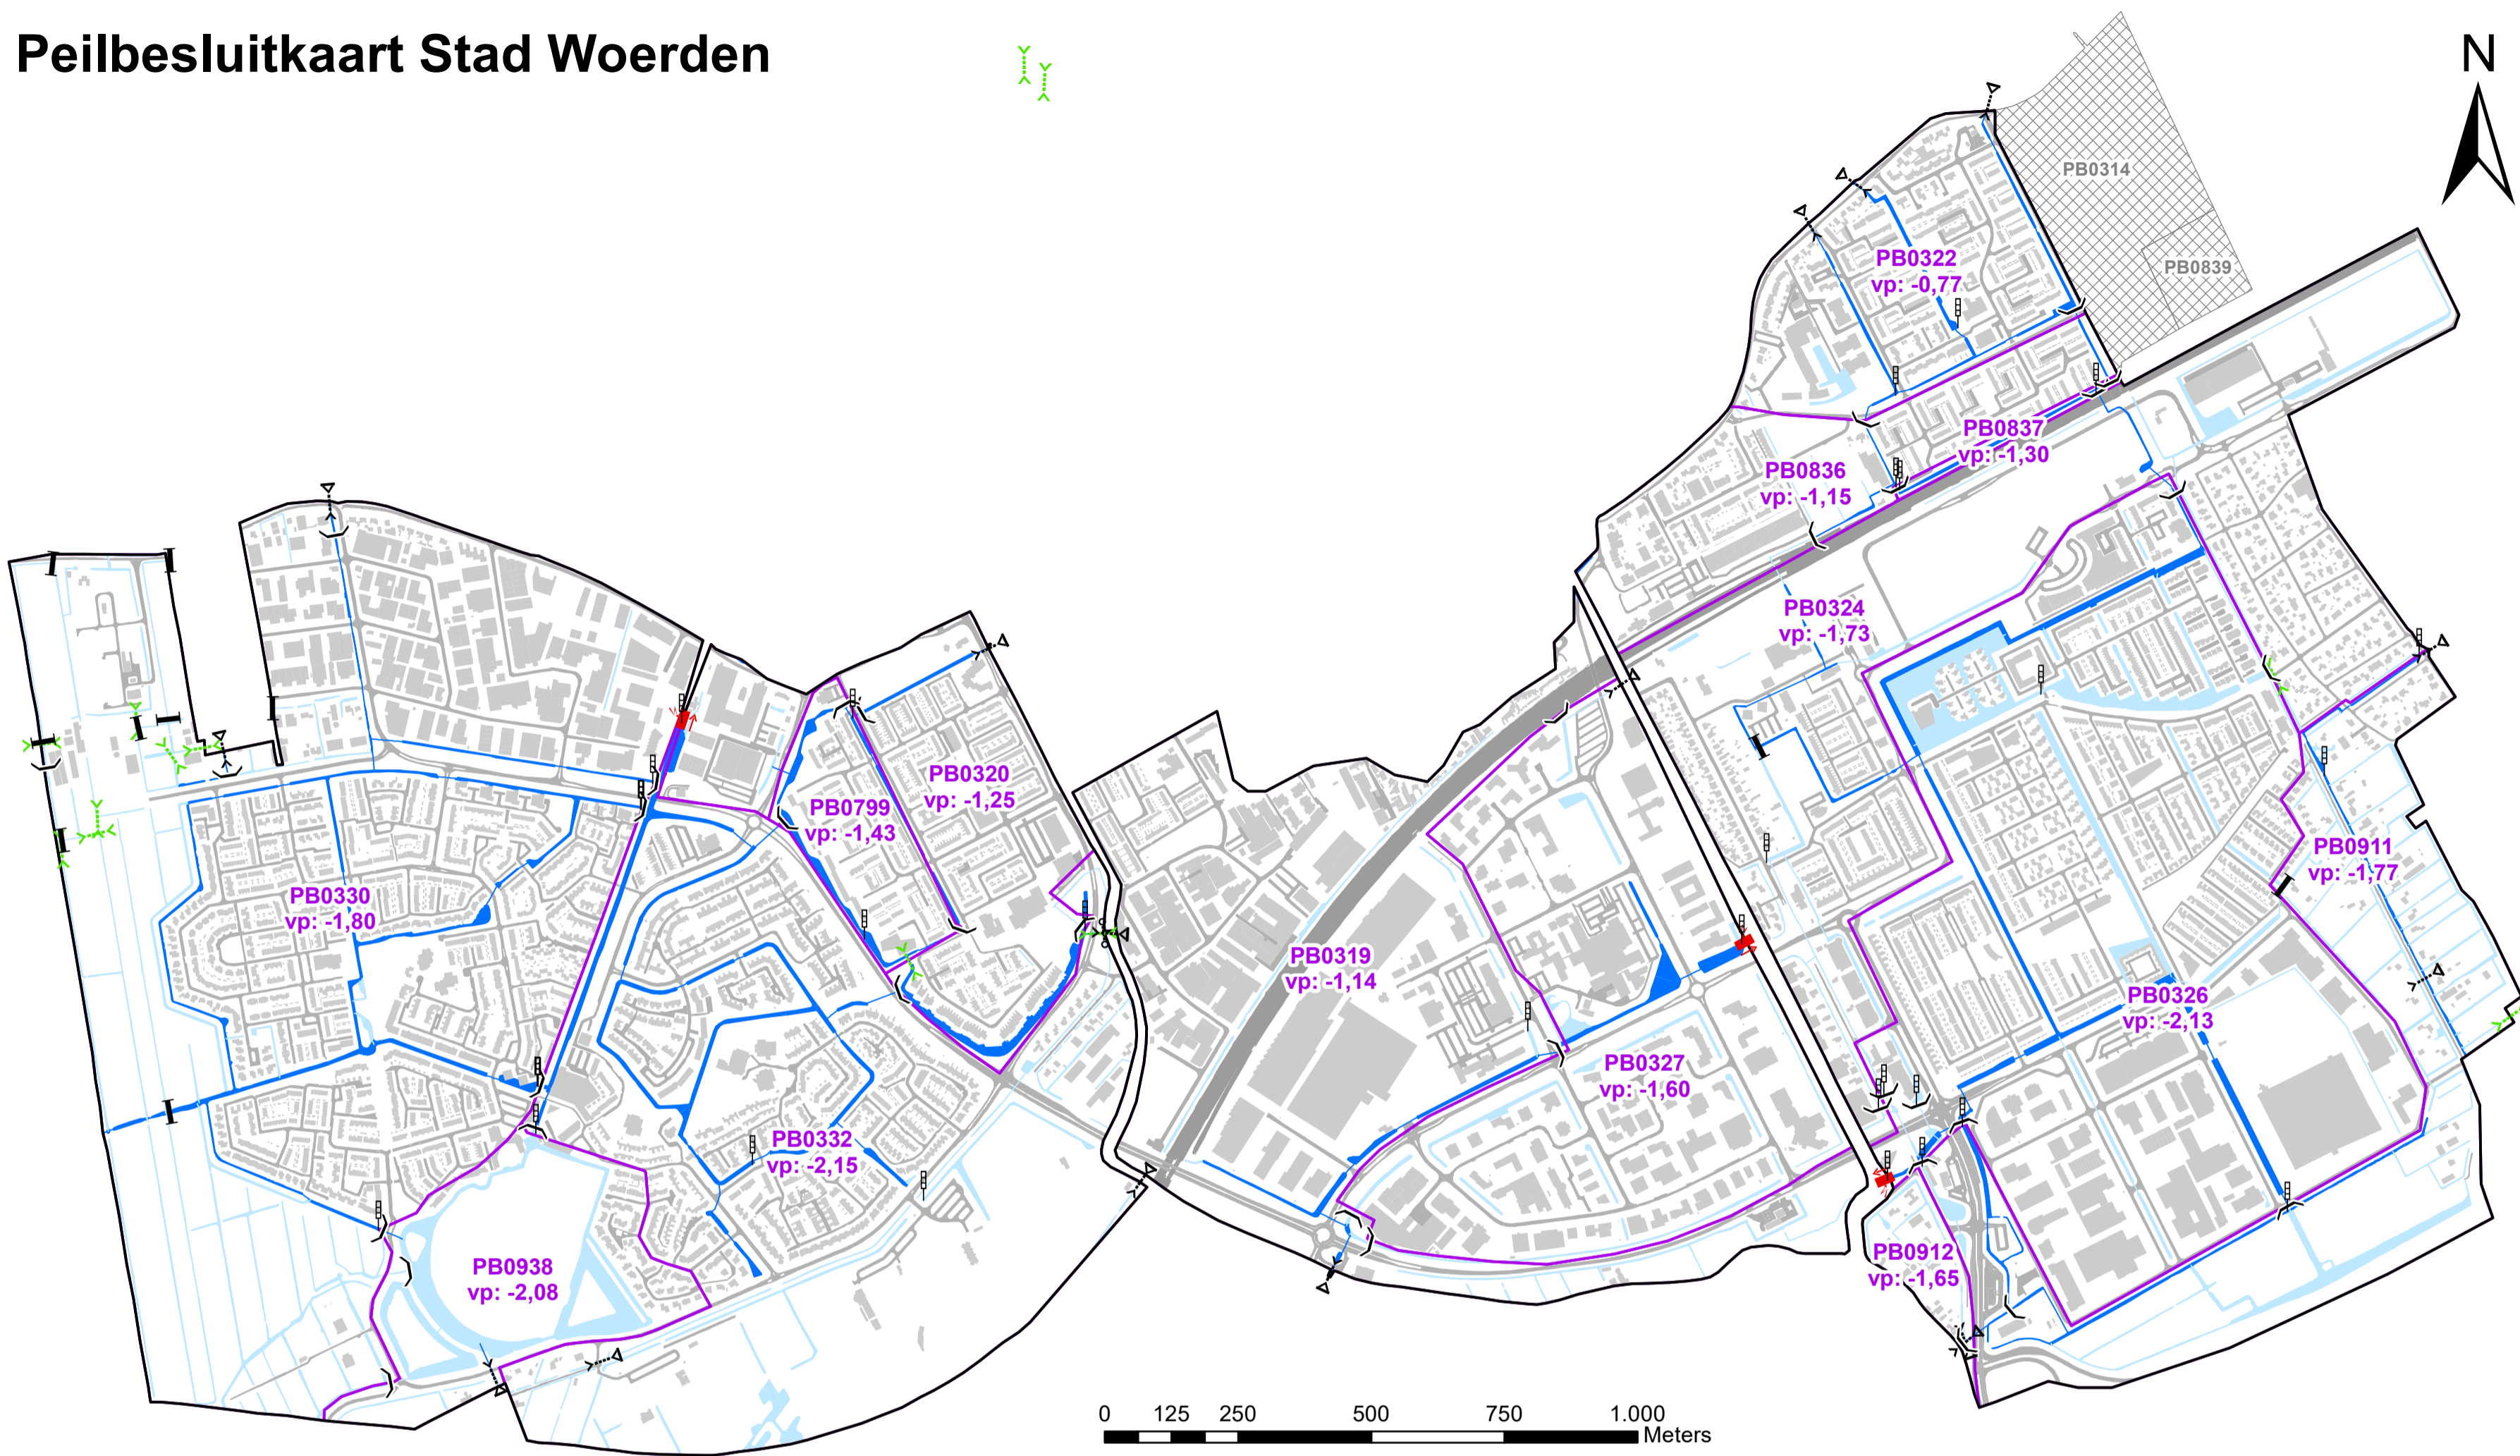 Peilbesluitkaart Stad Woerden
N
PB0314
PB0839
PB0322
vp: -0,77
PB0837
vp: -1,30
PB0836
vp: -1,15
PB0324
vp: -1,73
PB0320
vp: -1,25
PB0799
vp: -1,43
PB0330
vp: -1,80
PB0911
vp: -1,77
PB0319
vp: -1,14
PB0326
vp: -2,13
PB0327
vp: -1,60
PB0332
vp: -2,15
PB0912
vp: -1,65
PB0938
vp: -2,08
0 125 250 500 750 1.000
Meters